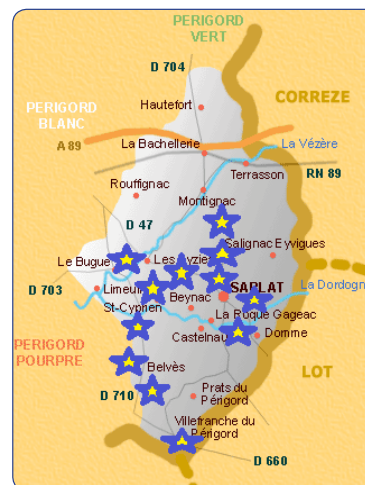 PERIGORD
VERT
D 704
Hautefort
CORREZE
PERIGORD
BLANC
La Bachellerie
La Vézère
A 89
Terrasson
RN 89
Rouffignac
Montignac
D 47
Salignac Eyvigues
Le Bugue
Les Eyzies
D 703
Limeuil
SARLAT
La Dordogne
St-Cyprien
Beynac
La Roque Gageac
Castelnau
Domme
PERIGORD
POURPRE
LOT
Belvès
D 710
Prats du
Périgord
Villefranche du
Périgord
D 660